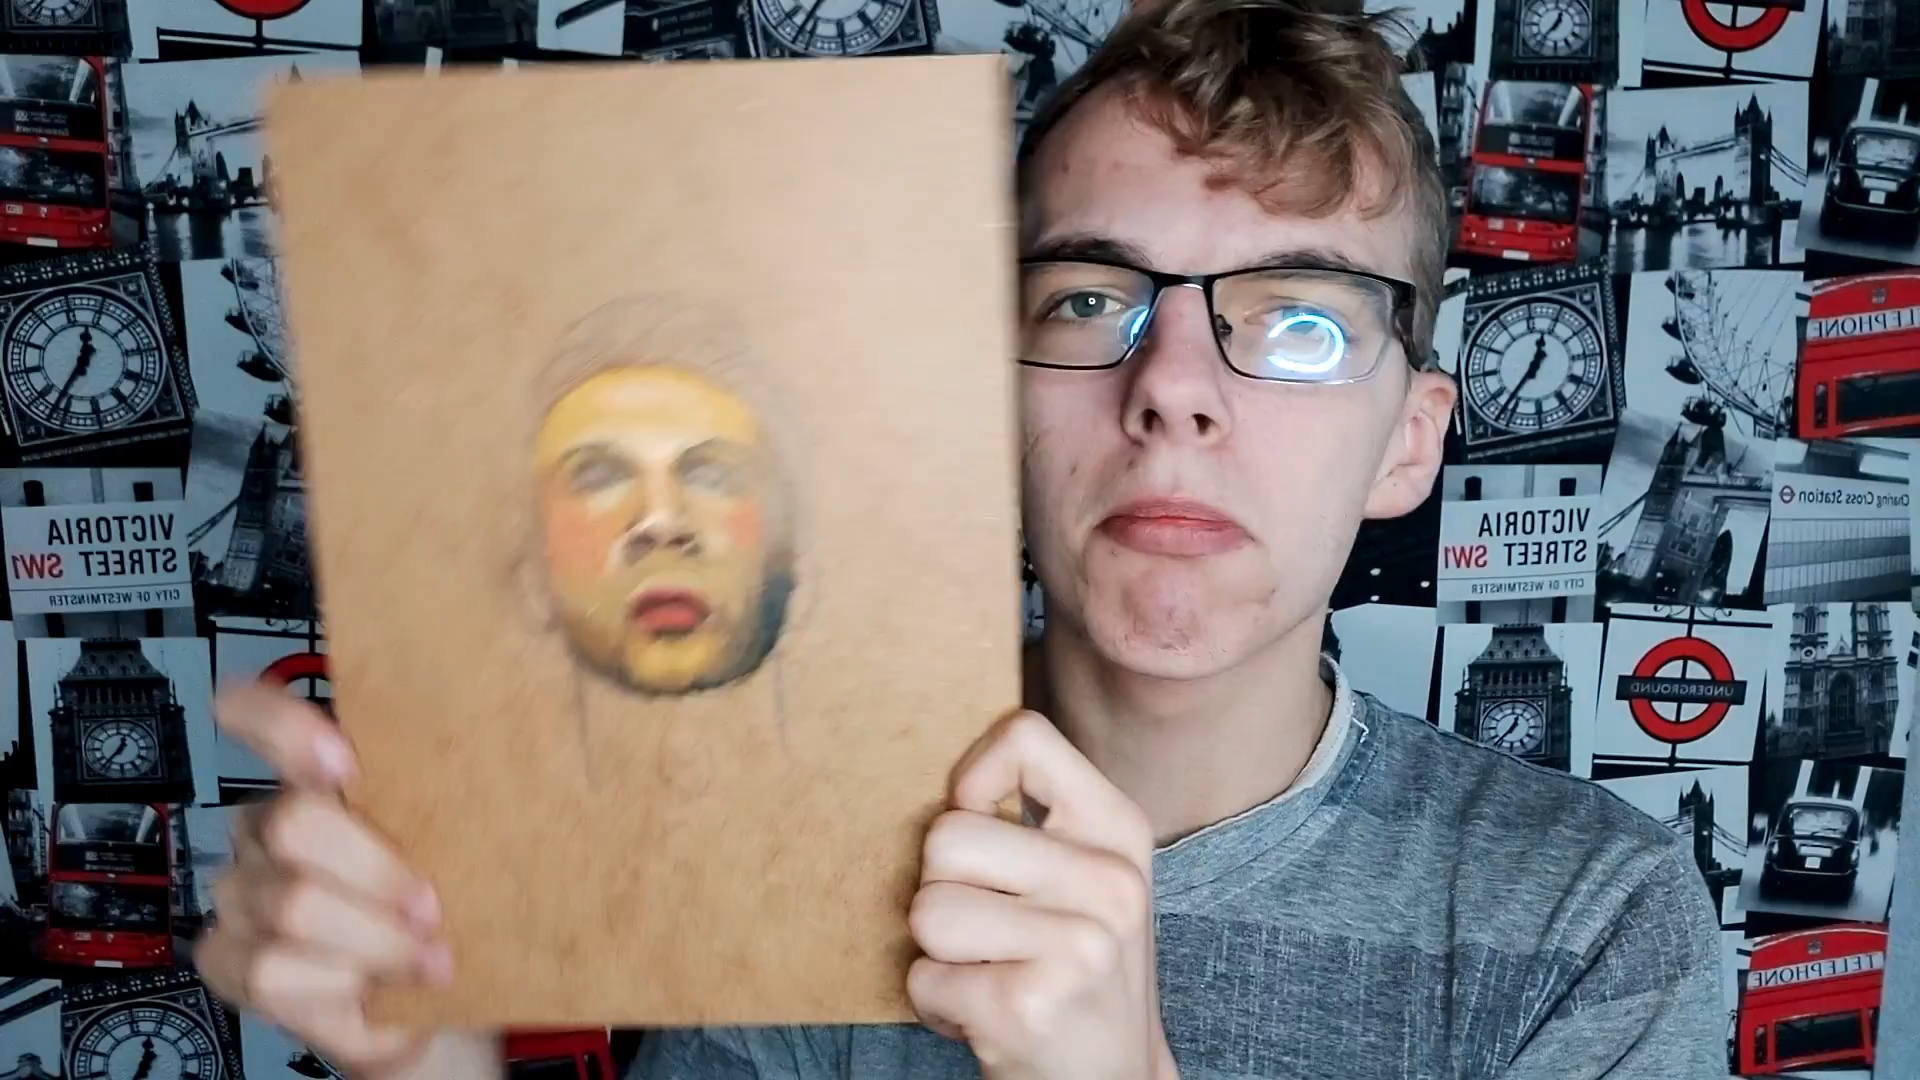 VICTORIA
STREET SW1
CITY OF WESTMINSTER
TELEPHONE
Charing Cross Station
VICTORIA
STREET SW1
CITY OF WESTMINSTER
UNDERGROUND
TELEPHONE